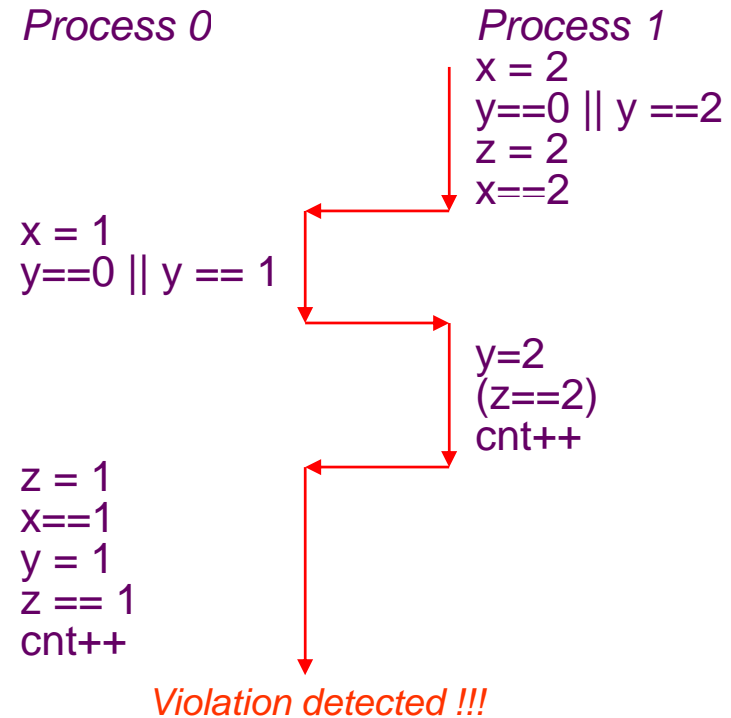 Process 0
Process 1
x = 2
y==0 || y ==2
z = 2
x==2
x = 1
y==0 || y == 1
y=2
(z==2)
cnt++
z = 1
x==1
y = 1
z == 1
cnt++
Violation detected !!!